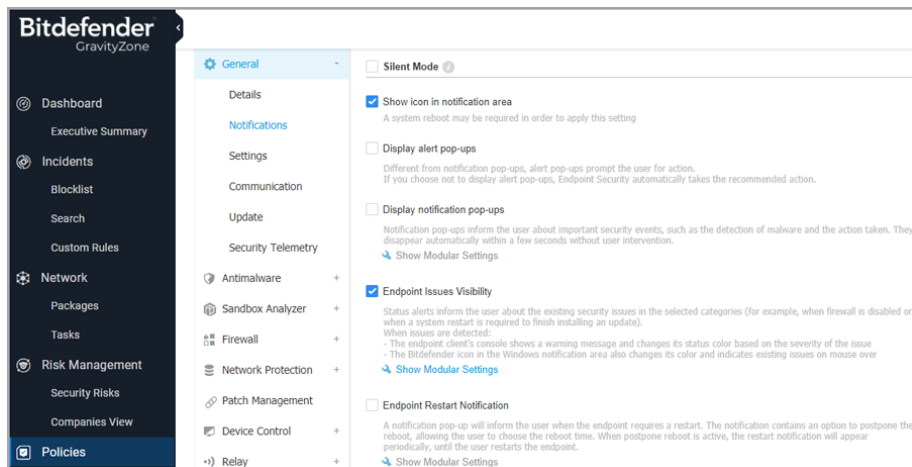 Bitdefender
GravityZone
Dashboard
Executive Summary
Incidents
Blocklist
Search
Custom Rules
Network
Packages
Tasks
Risk Management
Security Risks
Companies View
Policies
General
Details
Notifications
Settings
Communication
Update
Security Telemetry
Antimalware
Sandbox Analyzer
Firewall
Network Protection
Patch Management
Device Control
Relay
Silent Mode
Show icon in notification area
A system reboot may be required in order to apply this setting
Display alert pop-ups
Different from notification pop-ups, alert pop-ups prompt the user for action.
If you choose not to display alert pop-ups, Endpoint Security automatically takes the recommended action.
Display notification pop-ups
Notification pop-ups inform the user about important security events, such as the detection of malware and the action taken. They
disappear automatically within a few seconds without user intervention.
Show Modular Settings
Endpoint Issues Visibility
Status alerts inform the user about the existing security issues in the selected categories (for example, when firewall is disabled or
when a system restart is required to finish installing an update).
When issues are detected:
- The endpoint client's console shows a warning message and changes its status color based on the severity of the issue
- The Bitdefender icon in the Windows notification area also changes its color and indicates existing issues on mouse over
Show Modular Settings
Endpoint Restart Notification
A notification pop-up will inform the user when the endpoint requires a restart. The notification contains an option to postpone the
reboot, allowing the user to choose the reboot time. When postpone reboot is active, the restart notification will appear
periodically, until the user restarts the endpoint.
Show Modular Settings